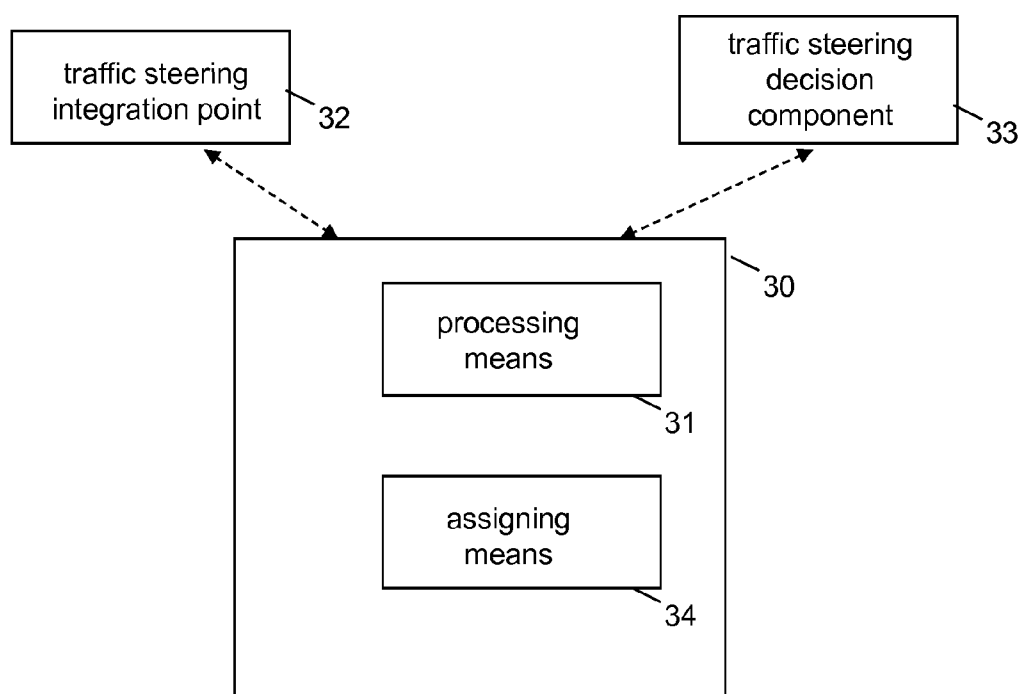 traffic steering
integration point
32
traffic steering
decision
component
33
30
processing
means
31
assigning
means
34